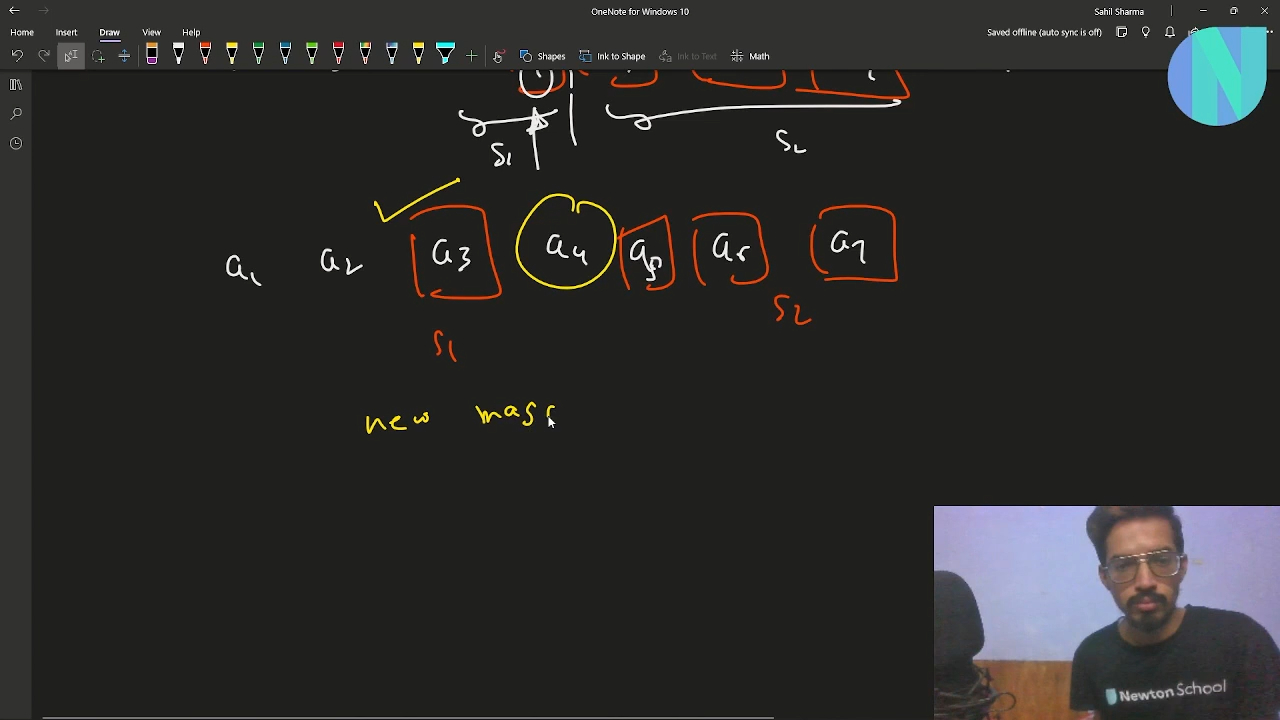 OneNote for Windows 10
Sahil Sharma
Home Insert Draw View Help
Saved offline (auto sync is off)
Shapes Ink to Shape Ink to Text Math
S1 S2
a1 a2 a3 a4 a5 a6 a7
S1 S2
new mass
Newton School